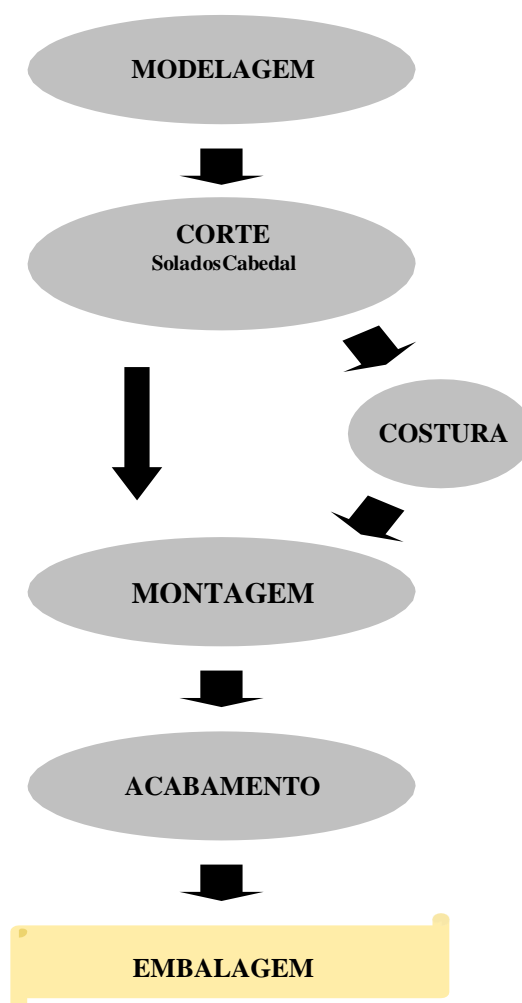 MODELAGEM
CORTE
SoladosCabedal
COSTURA
MONTAGEM
ACABAMENTO
EMBALAGEM